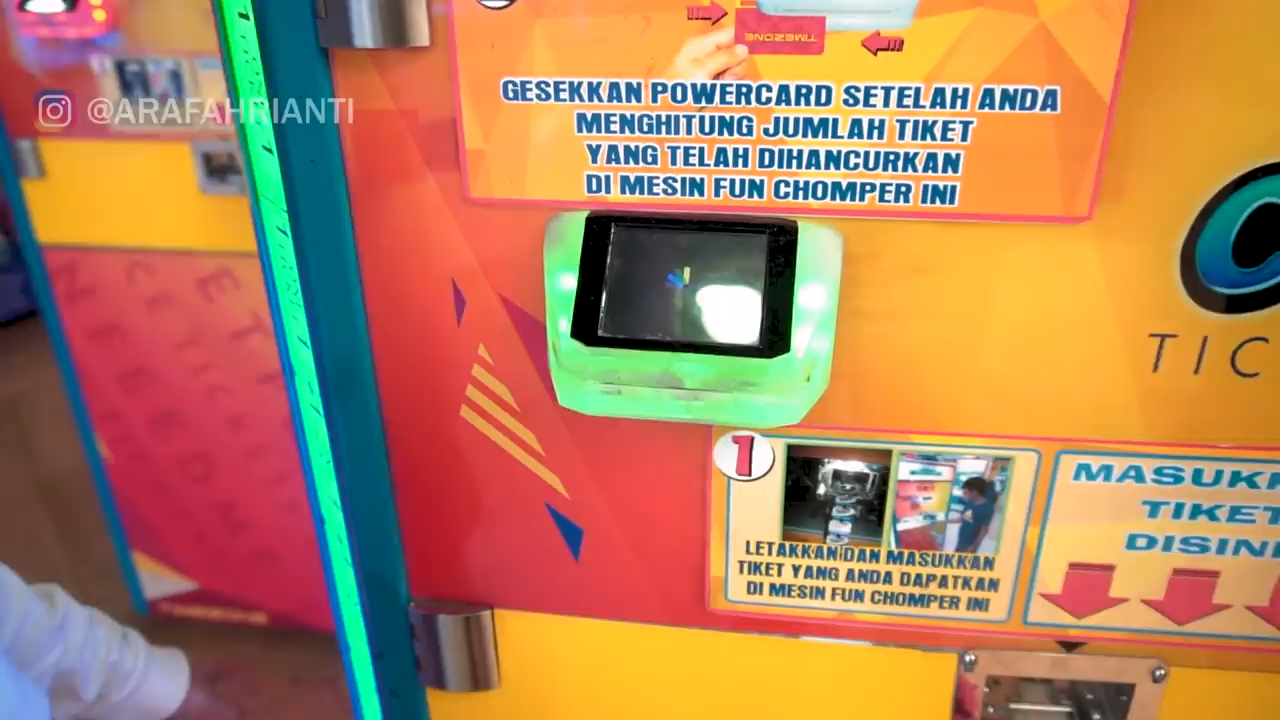 TIMEZONE
@ARAFAHRIANTI
GESEKKAN POWERCARD SETELAH ANDA
MENGHITUNG JUMLAH TIKET
YANG TELAH DIHANCURKAN
DI MESIN FUN CHOMPER INI
C
TIC
1
LETAKKAN DAN MASUKKAN
TIKET YANG ANDA DAPATKAN
DI MESIN FUN CHOMPER INI
MASUKK
TIKET
DISINI